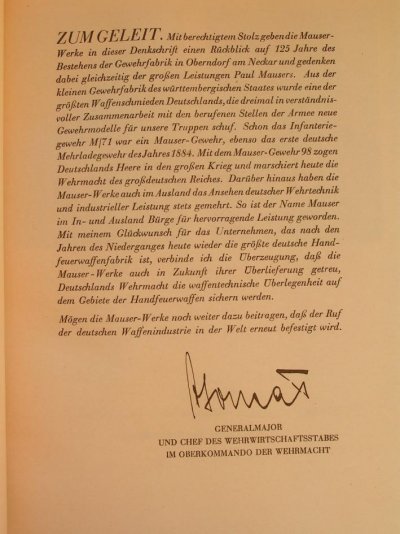 ZUM GELEIT. Mit berechtigtem Stolz geben die Mauser-
Werke in dieser Denkschrift einen Rückblick auf 125 Jahre des
Bestehens der Gewehrfabrik in Oberndorf am Neckar und gedenken
dabei gleichzeitig der großen Leistungen Paul Mausers. Aus der
kleinen Gewehrfabrik des württembergischen Staates wurde eine der
größten Waffenschmieden Deutschlands, die dreimal in verständnis-
voller Zusammenarbeit mit den berufenen Stellen der Armee neue
Gewehrmodelle für unsere Truppen schuf. Schon das Infanterie-
gewehr M/71 war ein Mauser-Gewehr, ebenso das erste deutsche
Mehrladegewehr des Jahres 1884. Mit dem Mauser-Gewehr 98 zogen
Deutschlands Heere in den großen Krieg und marschiert heute die
Wehrmacht des großdeutschen Reiches. Darüber hinaus haben die
Mauser-Werke auch im Ausland das Ansehen deutscher Wehrtechnik
und industrieller Leistung stets gemehrt. So ist der Name Mauser
im In- und Ausland Bürge für hervorragende Leistung geworden.
Mit meinem Glückwunsch für das Unternehmen, das nach den
Jahren des Niederganges heute wieder die größte deutsche Hand-
feuerwaffenfabrik ist, verbinde ich die Überzeugung, daß die
Mauser-Werke auch in Zukunft ihrer Überlieferung getreu,
Deutschlands Wehrmacht die waffentechnische Überlegenheit auf
dem Gebiete der Handfeuerwaffen sichern werden.
Mögen die Mauser-Werke noch weiter dazu beitragen, daß der Ruf
der deutschen Waffenindustrie in der Welt erneut befestigt wird.
GENERALMAJOR
UND CHEF DES WEHRWIRTSCHAFTSSTABES
IM OBERKOMMANDO DER WEHRMACHT